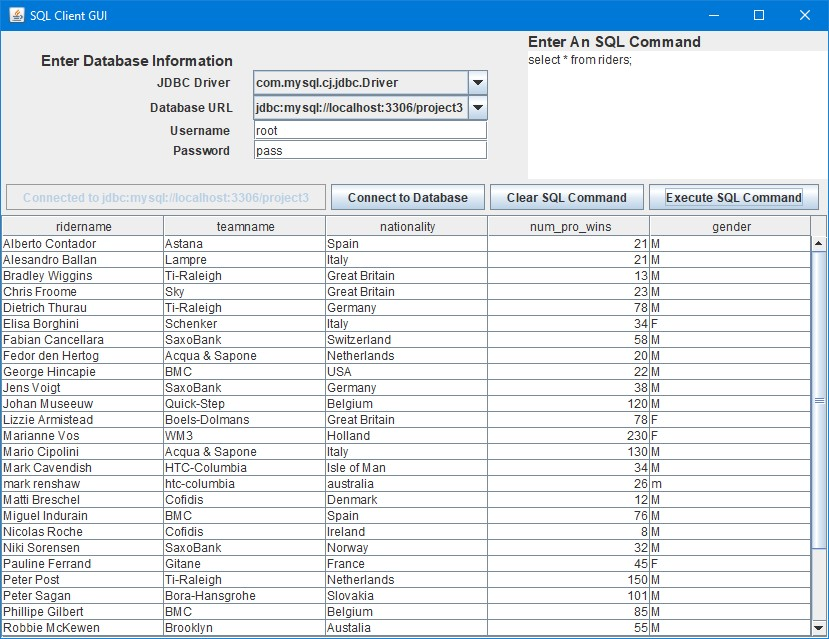 SQL Client GUI
Enter Database Information
JDBC Driver com.mysql.cj.jdbc.Driver
Database URL jdbc:mysql://localhost:3306/project3
Username root
Password pass
Enter An SQL Command
select * from riders;
Connected to jdbc:mysql://localhost:3306/project3 Connect to Database Clear SQL Command Execute SQL Command
ridername teamname nationality num_pro_wins gender
Alberto Contador Astana Spain 21 M
Alesandro Ballan Lampre Italy 21 M
Bradley Wiggins Ti-Raleigh Great Britain 13 M
Chris Froome Sky Great Britain 23 M
Dietrich Thurau Ti-Raleigh Germany 78 M
Elisa Borghini Schenker Italy 34 F
Fabian Cancellara SaxoBank Switzerland 58 M
Fedor den Hertog Acqua & Sapone Netherlands 20 M
George Hincapie BMC USA 22 M
Jens Voigt SaxoBank Germany 38 M
Johan Museeuw Quick-Step Belgium 120 M
Lizzie Armistead Boels-Dolmans Great Britain 78 F
Marianne Vos WM3 Holland 230 F
Mario Cipolini Acqua & Sapone Italy 130 M
Mark Cavendish HTC-Columbia Isle of Man 34 M
mark renshaw htc-columbia australia 26 m
Matti Breschel Cofidis Denmark 12 M
Miguel Indurain BMC Spain 76 M
Nicolas Roche Cofidis Ireland 8 M
Niki Sorensen SaxoBank Norway 32 M
Pauline Ferrand Gitane France 45 F
Peter Post Ti-Raleigh Netherlands 150 M
Peter Sagan Bora-Hansgrohe Slovakia 101 M
Phillipe Gilbert BMC Belgium 85 M
Robbie McKewen Brooklyn Austalia 55 M